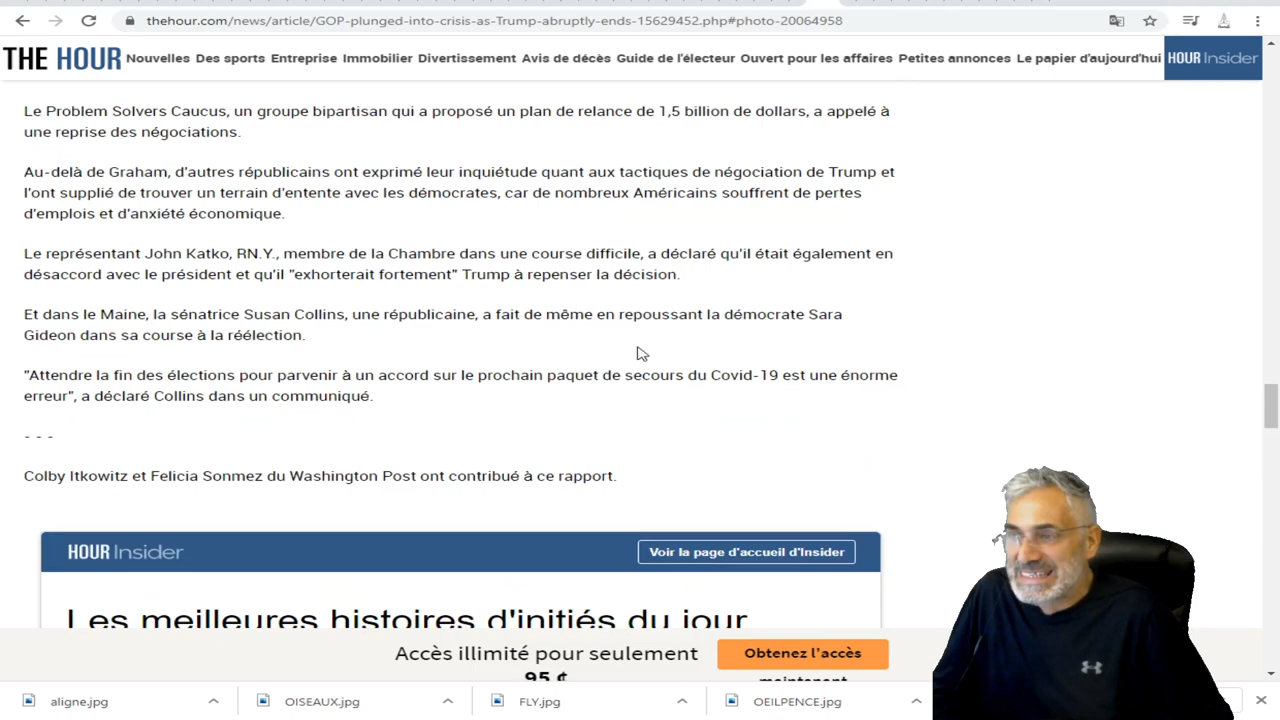 thehour.com/news/article/GOP-plunged-into-crisis-as-Trump-abruptly-ends-15629452.php#photo-20064958
THE HOUR Nouvelles Des sports Entreprise Immobilier Divertissement Avis de décès Guide de l'électeur Ouvert pour les affaires Petites annonces Le papier d'aujourd'hui HOUR Insider
Le Problem Solvers Caucus, un groupe bipartisan qui a proposé un plan de relance de 1,5 billion de dollars, a appelé à
une reprise des négociations.
Au-delà de Graham, d'autres républicains ont exprimé leur inquiétude quant aux tactiques de négociation de Trump et
l'ont supplié de trouver un terrain d'entente avec les démocrates, car de nombreux Américains souffrent de pertes
d'emplois et d'anxiété économique.
Le représentant John Katko, RN.Y., membre de la Chambre dans une course difficile, a déclaré qu'il était également en
désaccord avec le président et qu'il "exhorterait fortement" Trump à repenser la décision.
Et dans le Maine, la sénatrice Susan Collins, une républicaine, a fait de même en repoussant la démocrate Sara
Gideon dans sa course à la réélection.
"Attendre la fin des élections pour parvenir à un accord sur le prochain paquet de secours du Covid-19 est une énorme
erreur", a déclaré Collins dans un communiqué.
- - -
Colby Itkowitz et Felicia Sonmez du Washington Post ont contribué à ce rapport.
HOUR Insider
Voir la page d'accueil d'Insider
Les meilleures histoires d'initiés du jour
Accès illimité pour seulement
95 ¢
Obtenez l'accès
maintenant
aligne.jpg
OISEAUX.jpg
FLY.jpg
OEILPENCE.jpg